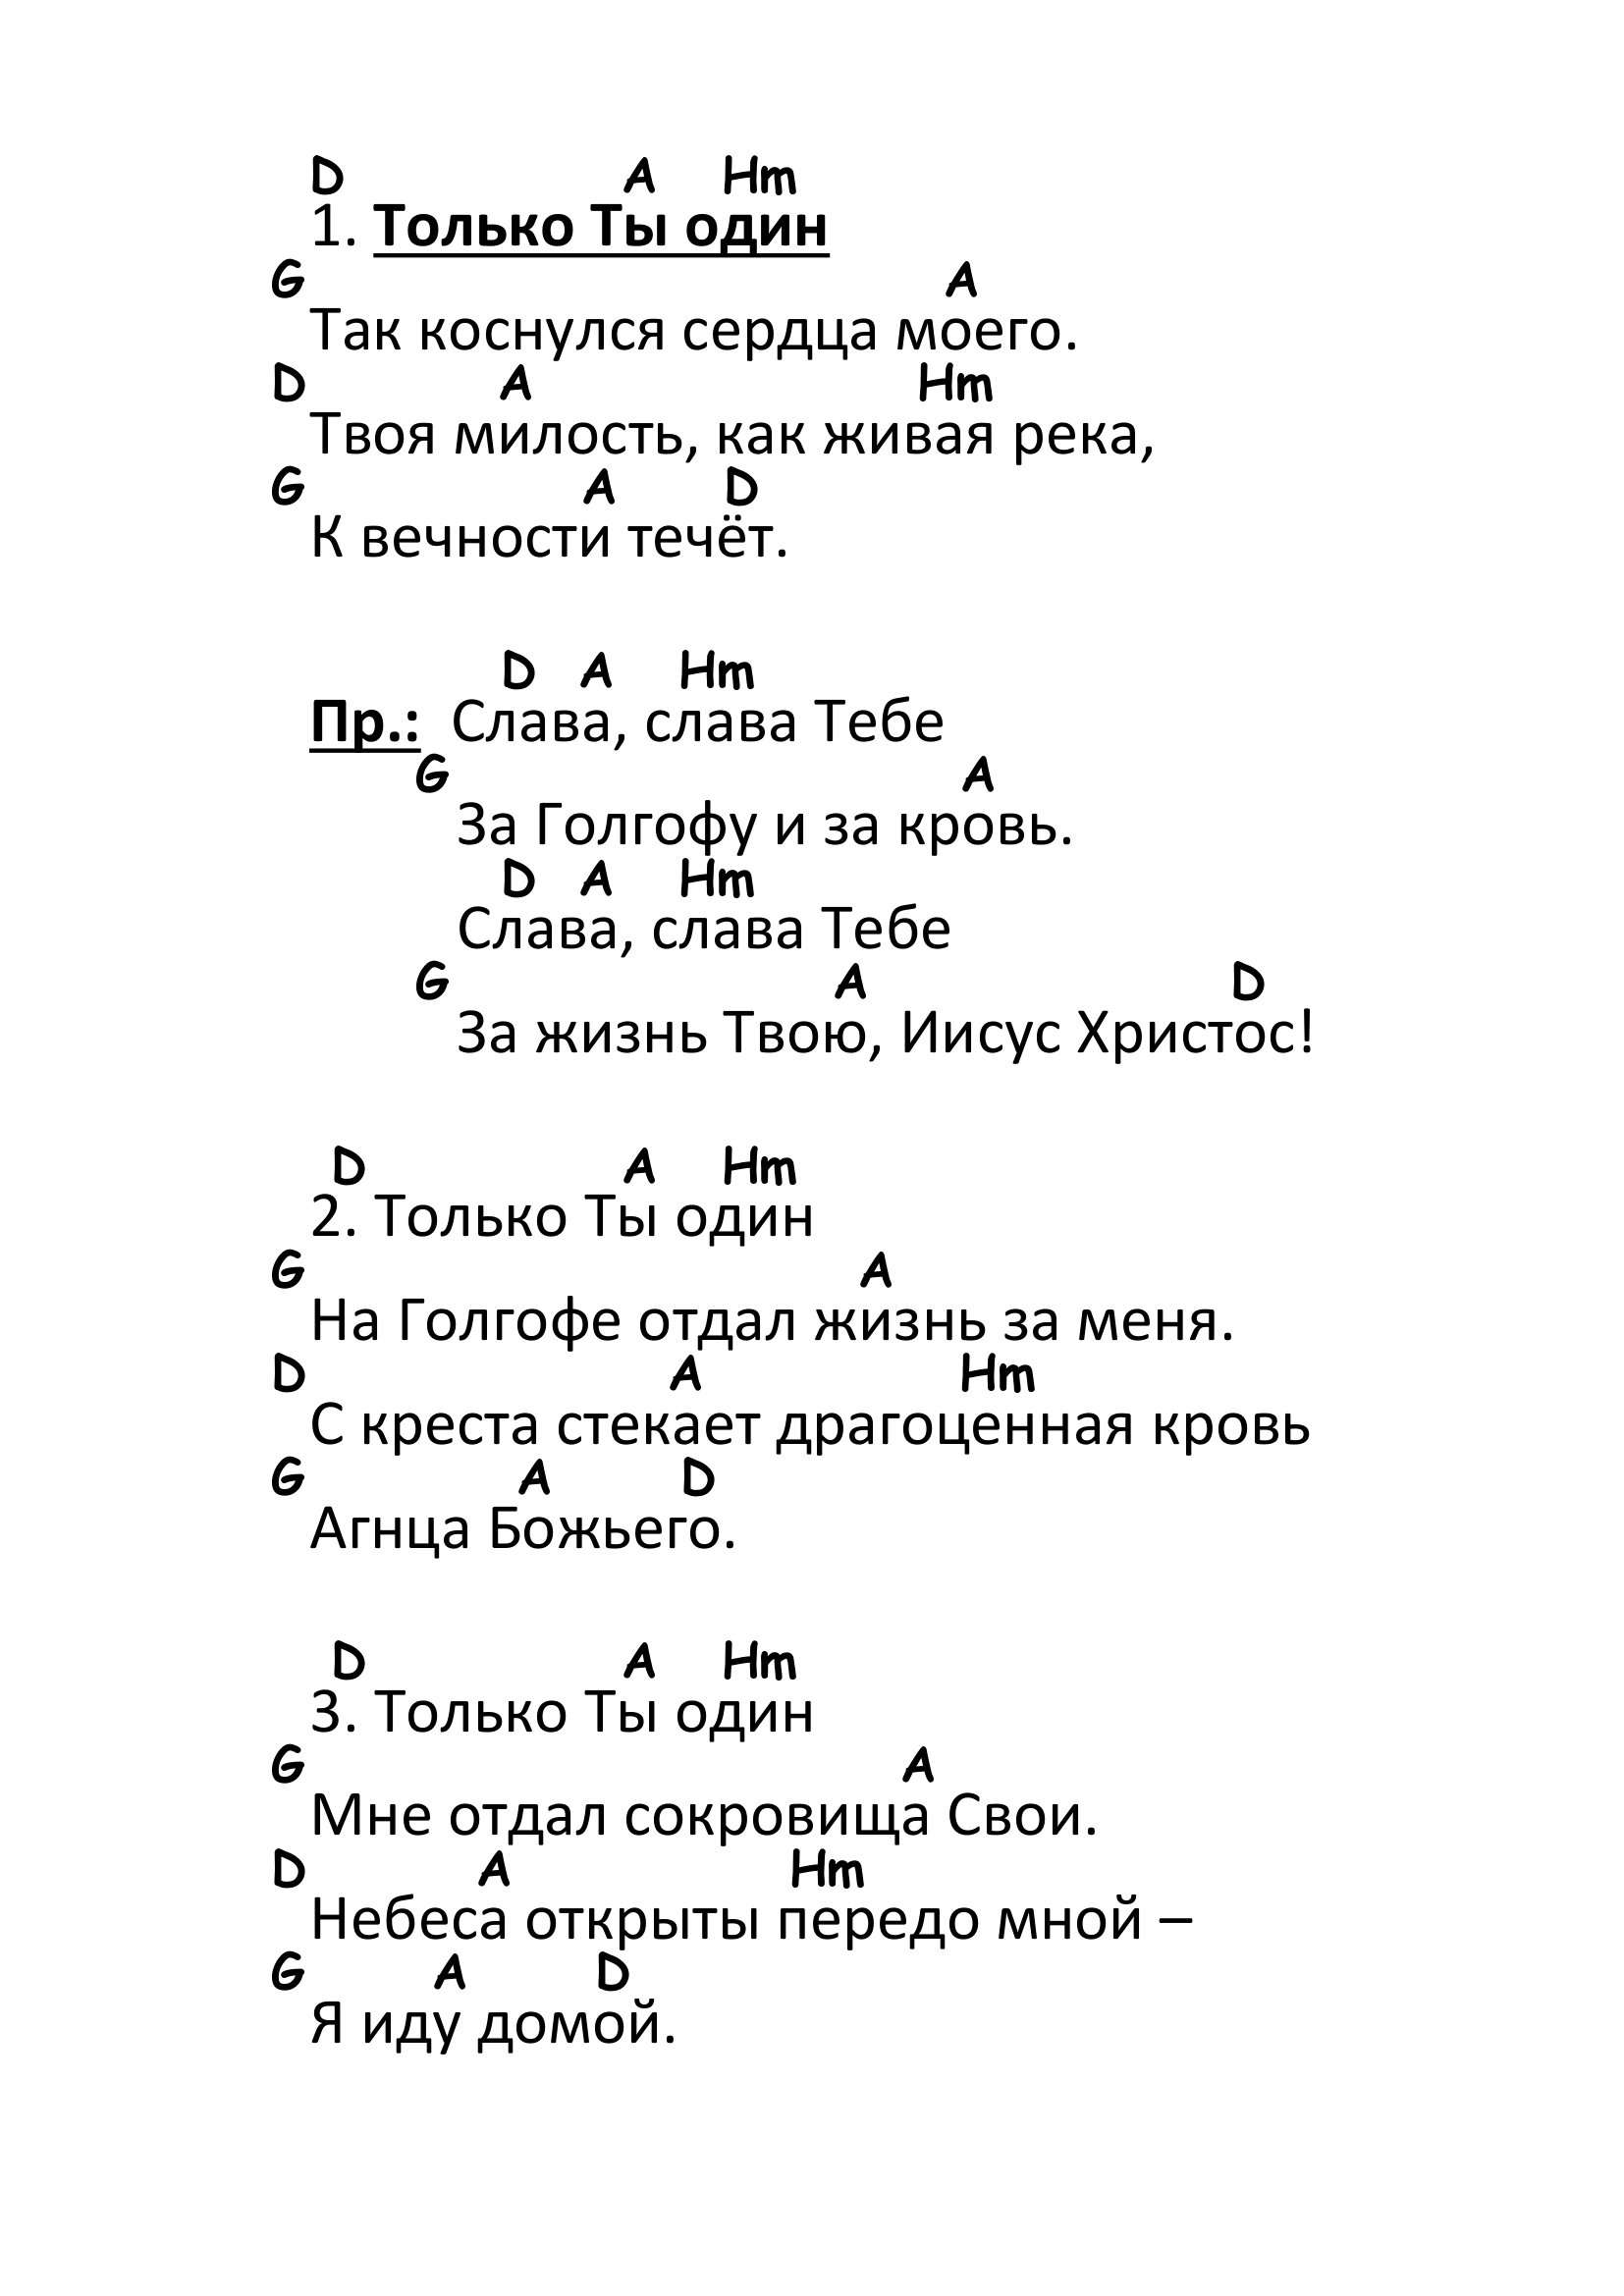 D A Hm
1. Только Ты один
G A
Так коснулся сердца моего.
D A Hm
Твоя милость, как живая река,
G A D
К вечности течёт.
D A Hm
Пр.: Слава, слава Тебе
G A
За Голгофу и за кровь.
D A Hm
Слава, слава Тебе
G A D
За жизнь Твою, Иисус Христос!
D A Hm
2. Только Ты один
G A
На Голгофе отдал жизнь за меня.
D A Hm
С креста стекает драгоценная кровь
G A D
Агнца Божьего.
D A Hm
3. Только Ты один
G A
Мне отдал сокровища Свои.
D A Hm
Небеса открыты передо мной –
G A D
Я иду домой.